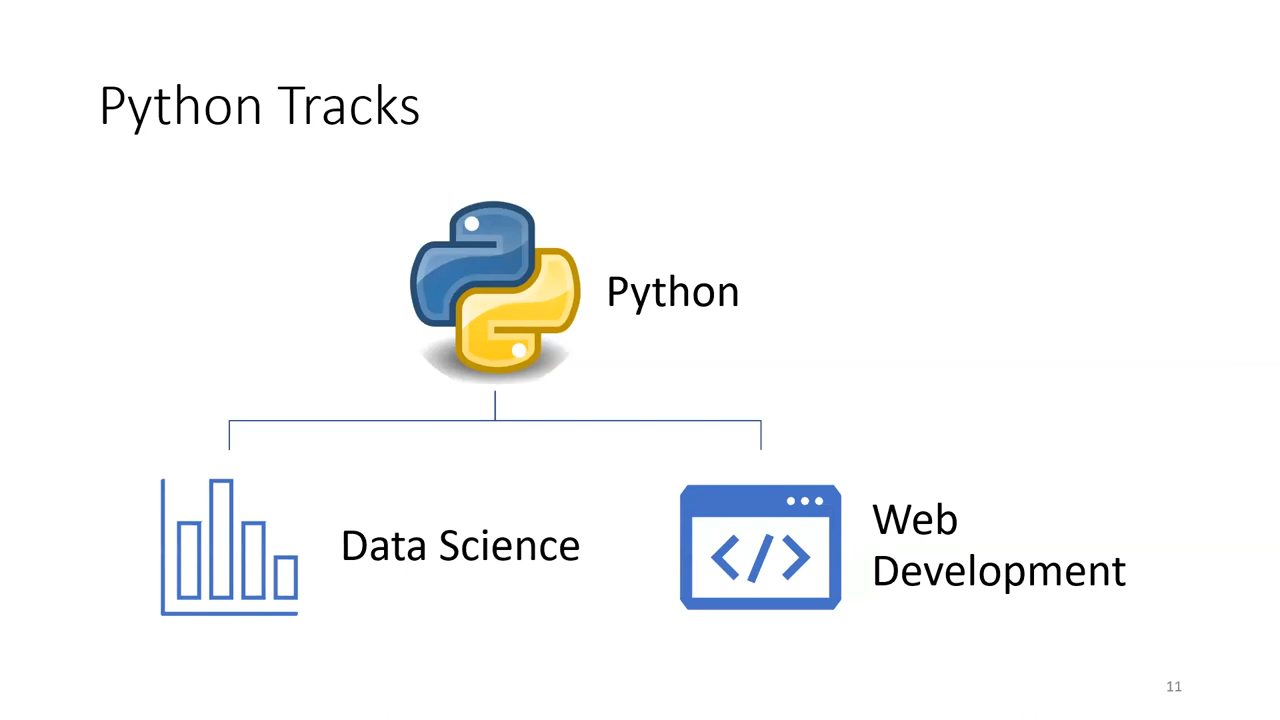 Python Tracks
Python
Data Science
Web
Development
11